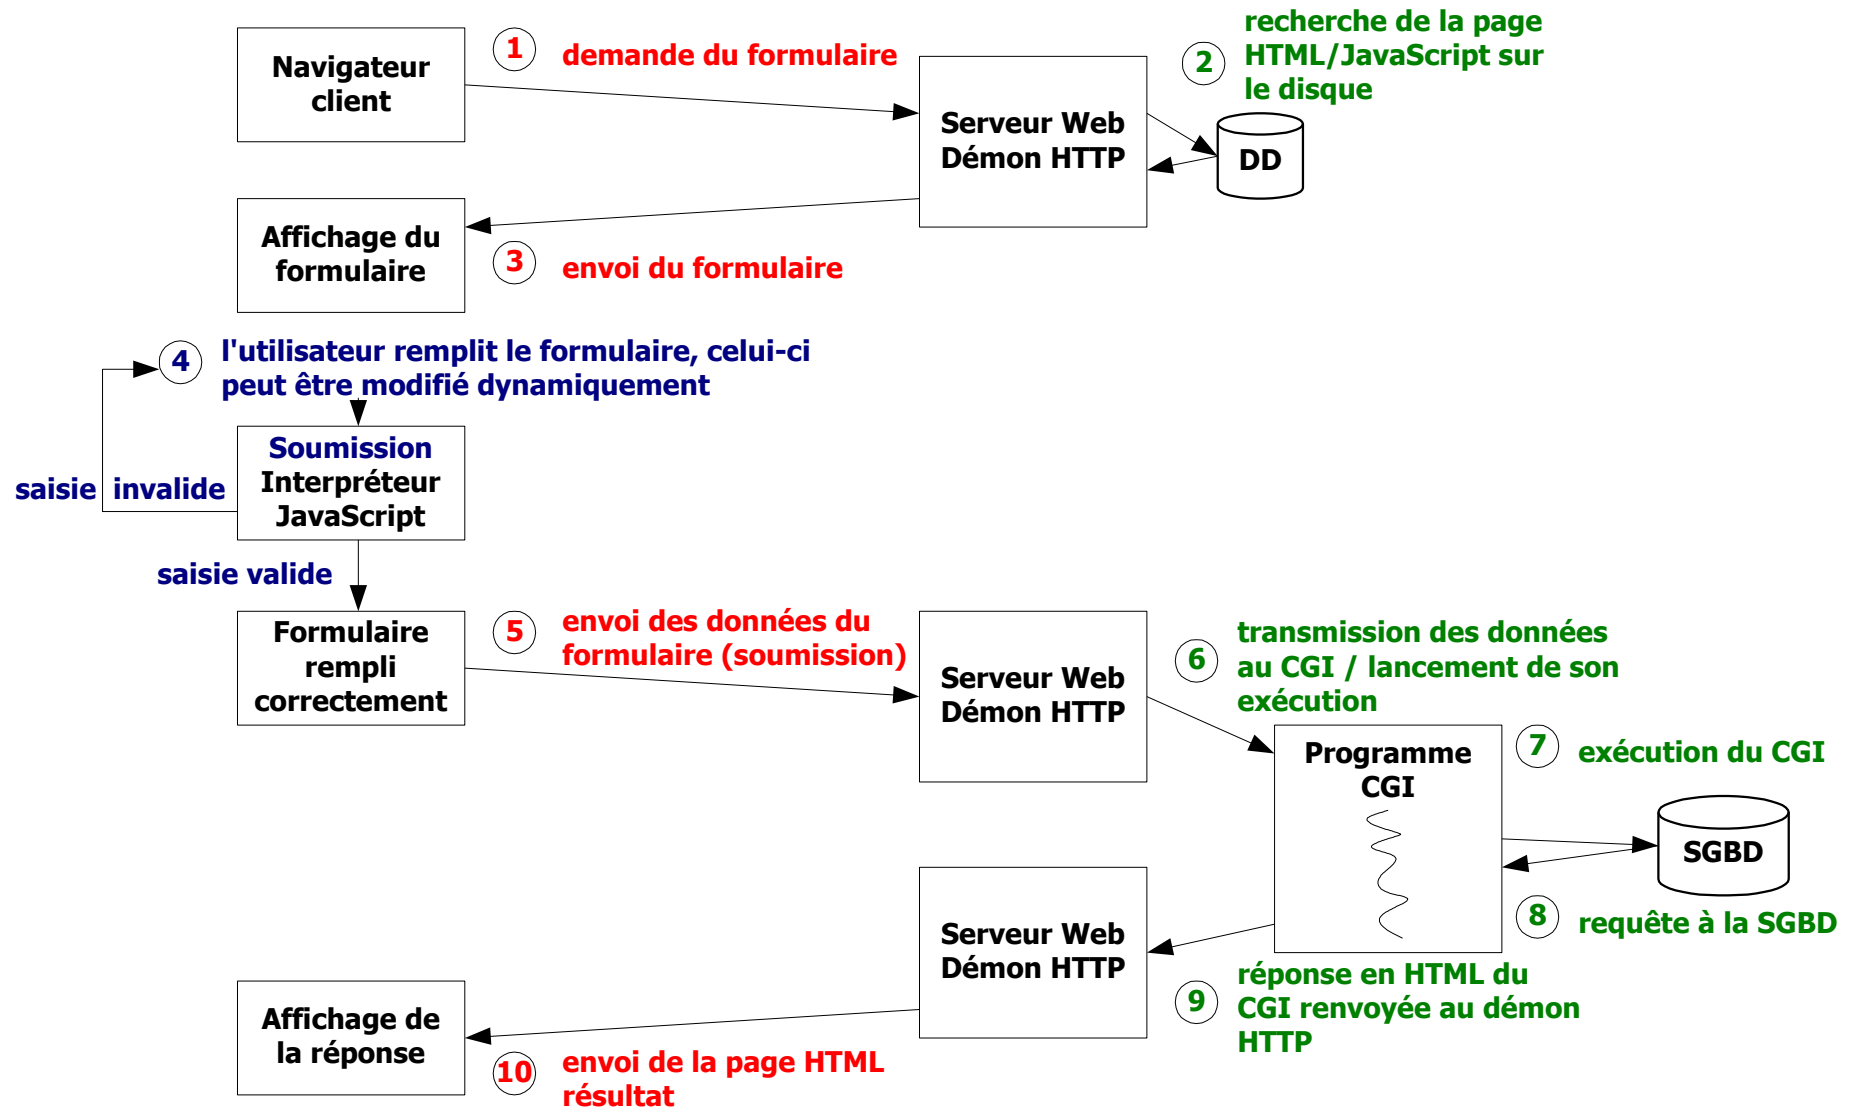 Navigateur
client
1
demande du formulaire
Serveur Web
Démon HTTP
2
recherche de la page
HTML/JavaScript sur
le disque
DD
Affichage du
formulaire
3
envoi du formulaire
4
l'utilisateur remplit le formulaire, celui-ci
peut être modifié dynamiquement
Soumission
Interpréteur
JavaScript
saisie invalide
saisie valide
Formulaire
rempli
correctement
5
envoi des données du
formulaire (soumission)
Serveur Web
Démon HTTP
6
transmission des données
au CGI / lancement de son
exécution
Programme
CGI
7
exécution du CGI
SGBD
8
requête à la SGBD
Serveur Web
Démon HTTP
9
réponse en HTML du
CGI renvoyée au démon
HTTP
Affichage de
la réponse
10
envoi de la page HTML
résultat